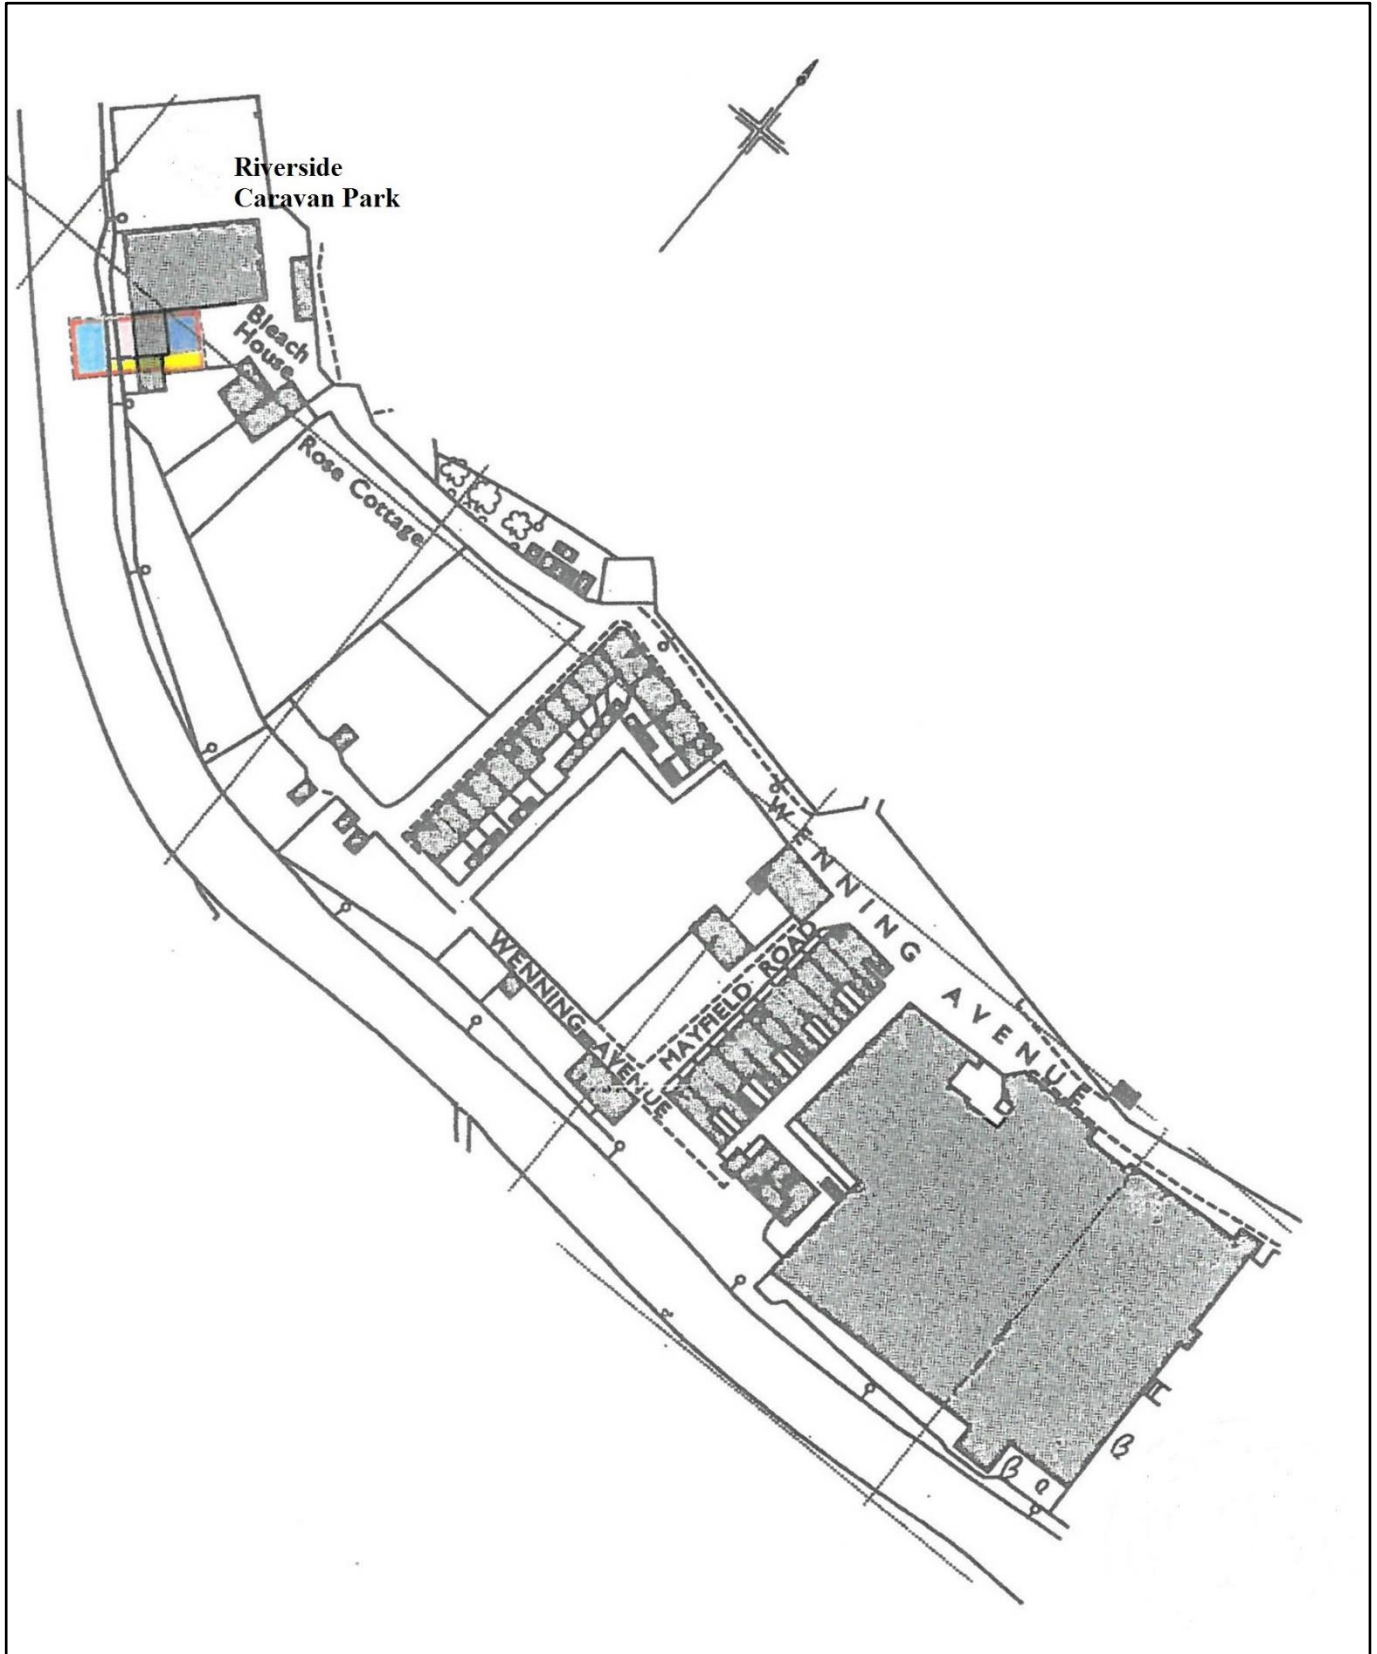 Riverside
Caravan Park
Bleach
House
Rose Cottage
WENNING AVENUE
MAYFIELD ROAD
WENNING AVENUE
B
B